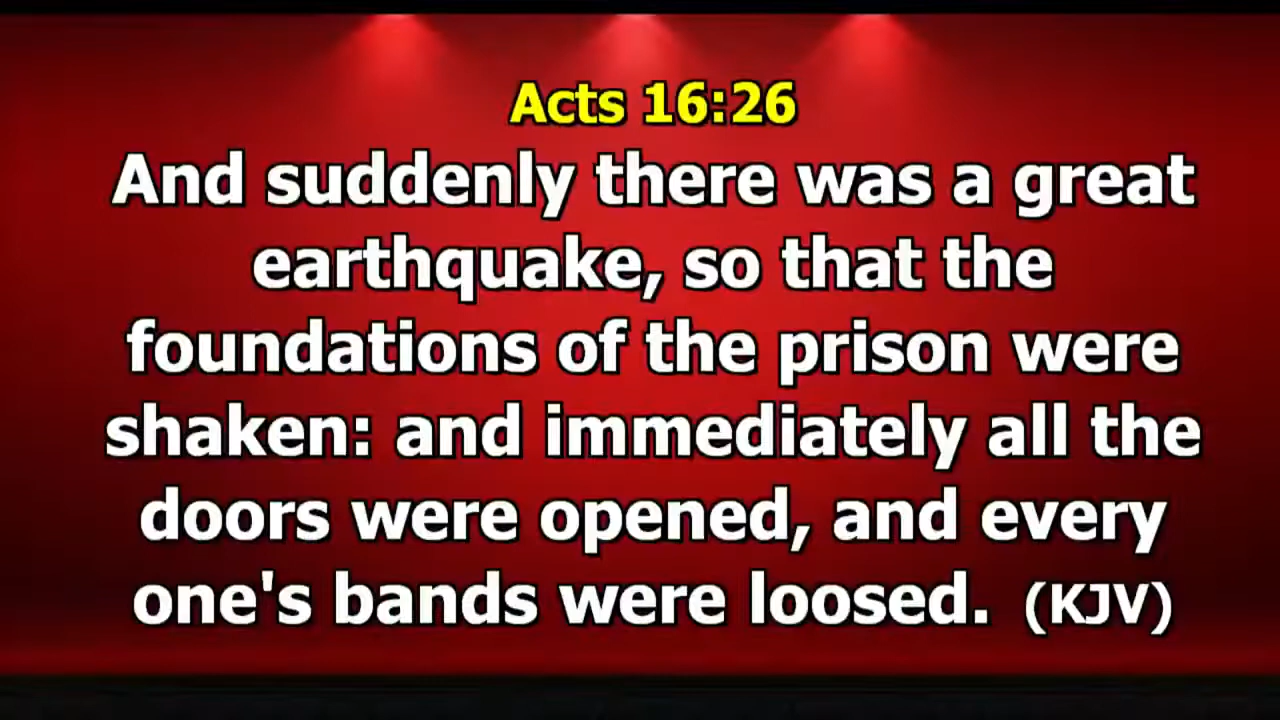 Acts 16:26
And suddenly there was a great
earthquake, so that the
foundations of the prison were
shaken: and immediately all the
doors were opened, and every
one's bands were loosed. (KJV)